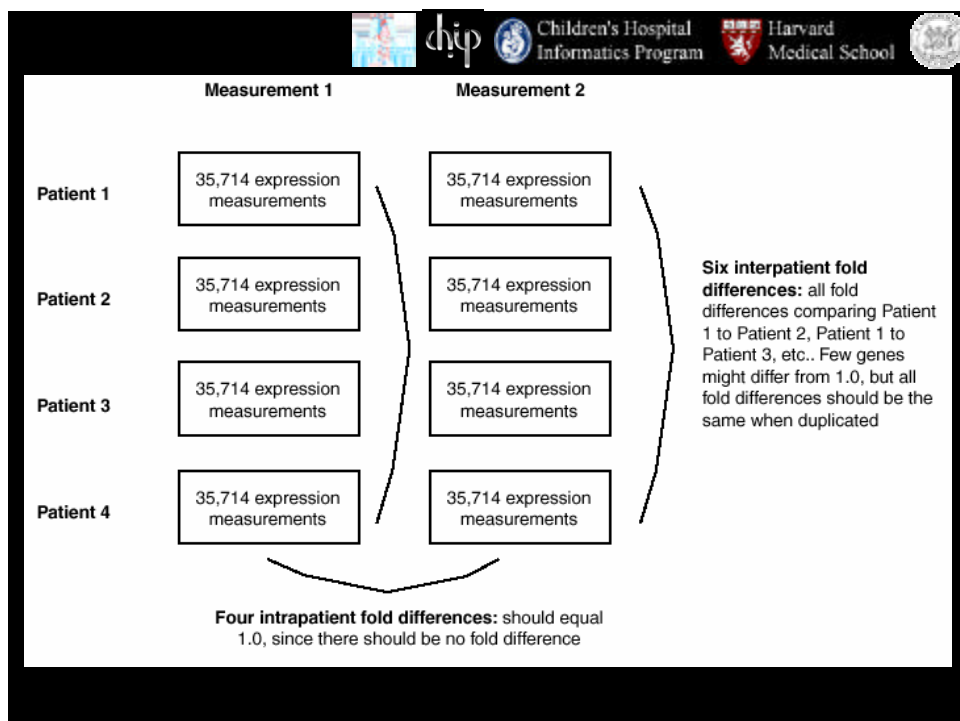 chip
Children's Hospital
Informatics Program
Harvard
Medical School
Measurement 1
Measurement 2
Patient 1
35,714 expression
measurements
35,714 expression
measurements
Patient 2
35,714 expression
measurements
35,714 expression
measurements
Patient 3
35,714 expression
measurements
35,714 expression
measurements
Patient 4
35,714 expression
measurements
35,714 expression
measurements
Six interpatient fold
differences: all fold
differences comparing Patient
1 to Patient 2, Patient 1 to
Patient 3, etc.. Few genes
might differ from 1.0, but all
fold differences should be the
same when duplicated
Four intrapatient fold differences: should equal
1.0, since there should be no fold difference